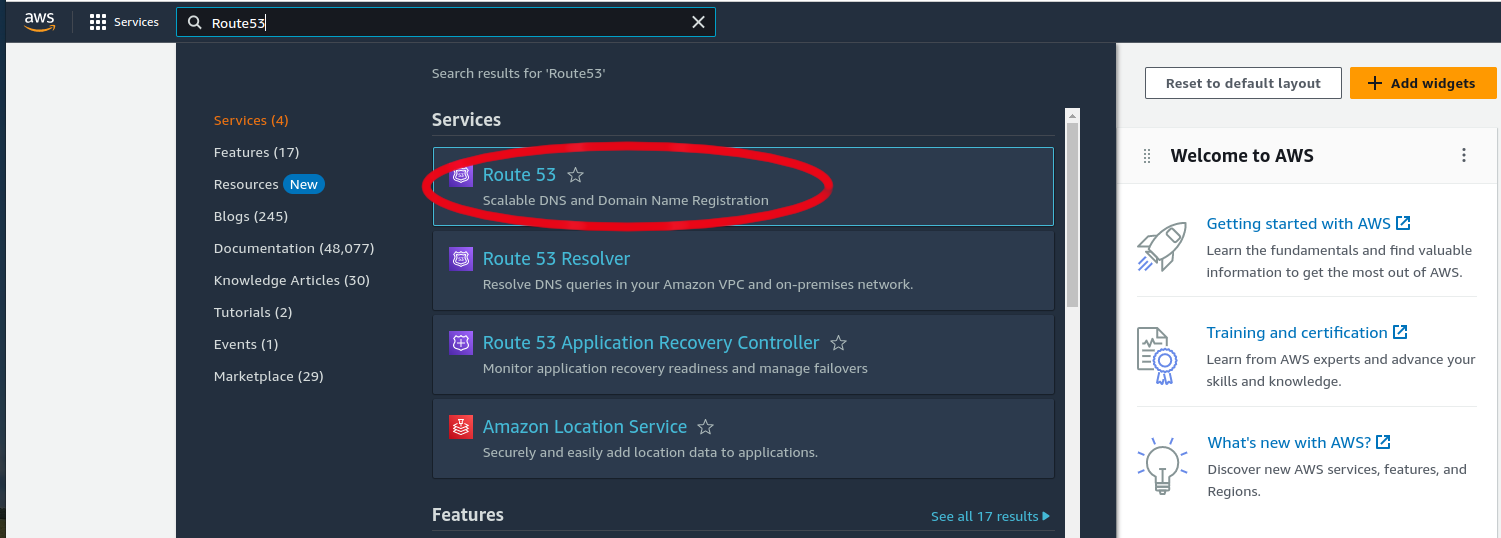 aws
Services
Route53
Search results for 'Route53'
Services (4)
Features (17)
Resources New
Blogs (245)
Documentation (48,077)
Knowledge Articles (30)
Tutorials (2)
Events (1)
Marketplace (29)
Services
Route 53
Scalable DNS and Domain Name Registration
Route 53 Resolver
Resolve DNS queries in your Amazon VPC and on-premises network.
Route 53 Application Recovery Controller
Monitor application recovery readiness and manage failovers
Amazon Location Service
Securely and easily add location data to applications.
Features
See all 17 results
Reset to default layout
Add widgets
Welcome to AWS
Getting started with AWS
Learn the fundamentals and find valuable
information to get the most out of AWS.
Training and certification
Learn from AWS experts and advance your
skills and knowledge.
What's new with AWS?
Discover new AWS services, features, and
Regions.